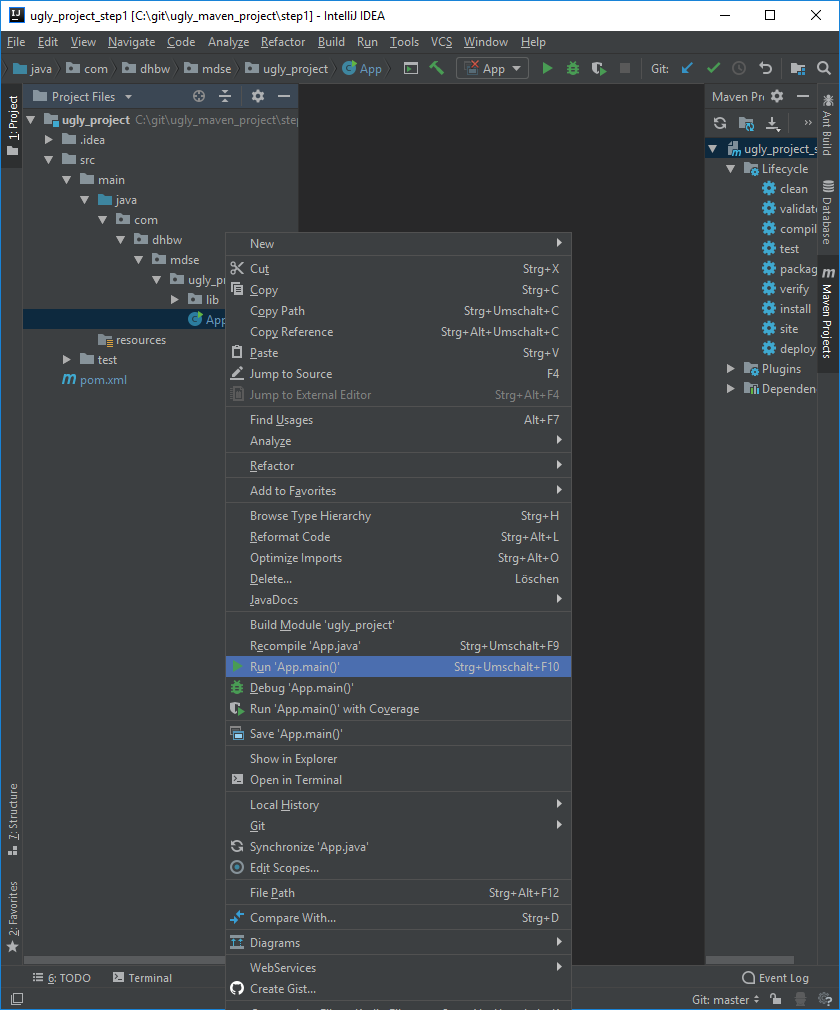 ugly_project_step1 [C:\git\ugly_maven_project\step1] - IntelliJ IDEA
File Edit View Navigate Code Analyze Refactor Build Run Tools VCS Window Help
java com dhbw mdse ugly_project App App Git:
1: Project
Project Files
ugly_project C:\git\ugly_maven_project\step
.idea
src
main
java
com
dhbw
mdse
ugly_pr
lib
App
resources
test
pom.xml
New
Cut Strg+X
Copy Strg+C
Copy Path Strg+Umschalt+C
Copy Reference Strg+Alt+Umschalt+C
Paste Strg+V
Jump to Source F4
Jump to External Editor Strg+Alt+F4
Find Usages Alt+F7
Analyze
Refactor
Add to Favorites
Browse Type Hierarchy Strg+H
Reformat Code Strg+Alt+L
Optimize Imports Strg+Alt+O
Delete... Löschen
JavaDocs
Build Module 'ugly_project'
Recompile 'App.java' Strg+Umschalt+F9
Run 'App.main()' Strg+Umschalt+F10
Debug 'App.main()'
Run 'App.main()' with Coverage
Save 'App.main()'
Show in Explorer
Open in Terminal
Local History
Git
Synchronize 'App.java'
Edit Scopes...
File Path Strg+Alt+F12
Compare With... Strg+D
Diagrams
WebServices
Create Gist...
Maven Pr
ugly_project_s
Lifecycle
clean
validate
compil
test
packag
verify
install
site
deploy
Plugins
Dependen
Ant Build
Database
Maven Projects
7: Structure
2: Favorites
6: TODO Terminal Event Log
Git: master